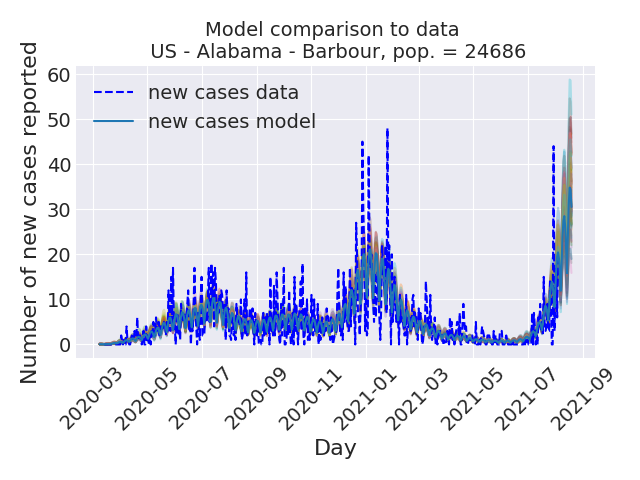 Model comparison to data
US - Alabama - Barbour, pop. = 24686
Number of new cases reported
60
50
40
30
20
10
0
new cases data
new cases model
2020-03
2020-05
2020-07
2020-09
2020-11
2021-01
2021-03
2021-05
2021-07
2021-09
Day